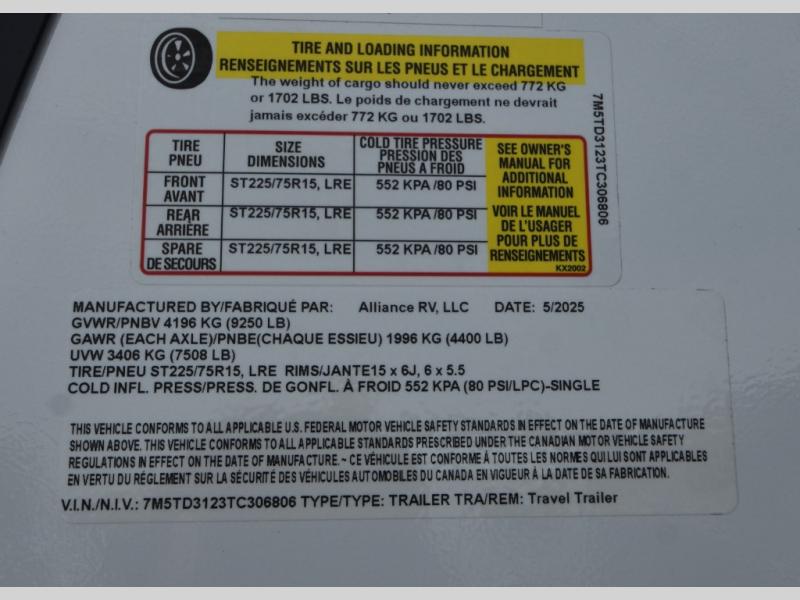 TIRE AND LOADING INFORMATION
RENSEIGNEMENTS SUR LES PNEUS ET LE CHARGEMENT
The weight of cargo should never exceed 772 KG
or 1702 LBS. Le poids de chargement ne devrait
jamais excéder 772 KG ou 1702 LBS.
7M5TD3123TC306806
TIRE
PNEU
SIZE
DIMENSIONS
COLD TIRE PRESSURE
PRESSION DES
PNEUS A FROID
SEE OWNER'S
MANUAL FOR
ADDITIONAL
INFORMATION
FRONT
AVANT
ST225/75R15, LRE
552 KPA /80 PSI
REAR
ARRIÈRE
ST225/75R15, LRE
552 KPA /80 PSI
VOIR LE MANUEL
DE L'USAGER
POUR PLUS DE
RENSEIGNEMENTS
SPARE
DE SECOURS
ST225/75R15, LRE
552 KPA /80 PSI
KX2002
MANUFACTURED BY/FABRIQUÉ PAR: Alliance RV, LLC DATE: 5/2025
GVWR/PNBV 4196 KG (9250 LB)
GAWR (EACH AXLE)/PNBE(CHAQUE ESSIEU) 1996 KG (4400 LB)
UVW 3406 KG (7508 LB)
TIRE/PNEU ST225/75R15, LRE RIMS/JANTE15 x 6J, 6 x 5.5
COLD INFL. PRESS/PRESS. DE GONFL. À FROID 552 KPA (80 PSI/LPC)-SINGLE
THIS VEHICLE CONFORMS TO ALL APPLICABLE U.S. FEDERAL MOTOR VEHICLE SAFETY STANDARDS IN EFFECT ON THE DATE OF MANUFACTURE
SHOWN ABOVE. THIS VEHICLE CONFORMS TO ALL APPLICABLE STANDARDS PRESCRIBED UNDER THE CANADIAN MOTOR VEHICLE SAFETY
REGULATIONS IN EFFECT ON THE DATE OF MANUFACTURE. ~ CE VÉHICULE EST CONFORME À TOUTES LES NORMES QUI LUI SONT APPLICABLES
EN VERTU DU RÉGLEMENT SUR LA SÉCURITÉ DES VÉHICULES AUTOMOBILES DU CANADA EN VIGUEUR À LA DATE DE SA FABRICATION.
V.I.N./N.I.V.: 7M5TD3123TC306806 TYPE/TYPE: TRAILER TRA/REM: Travel Trailer